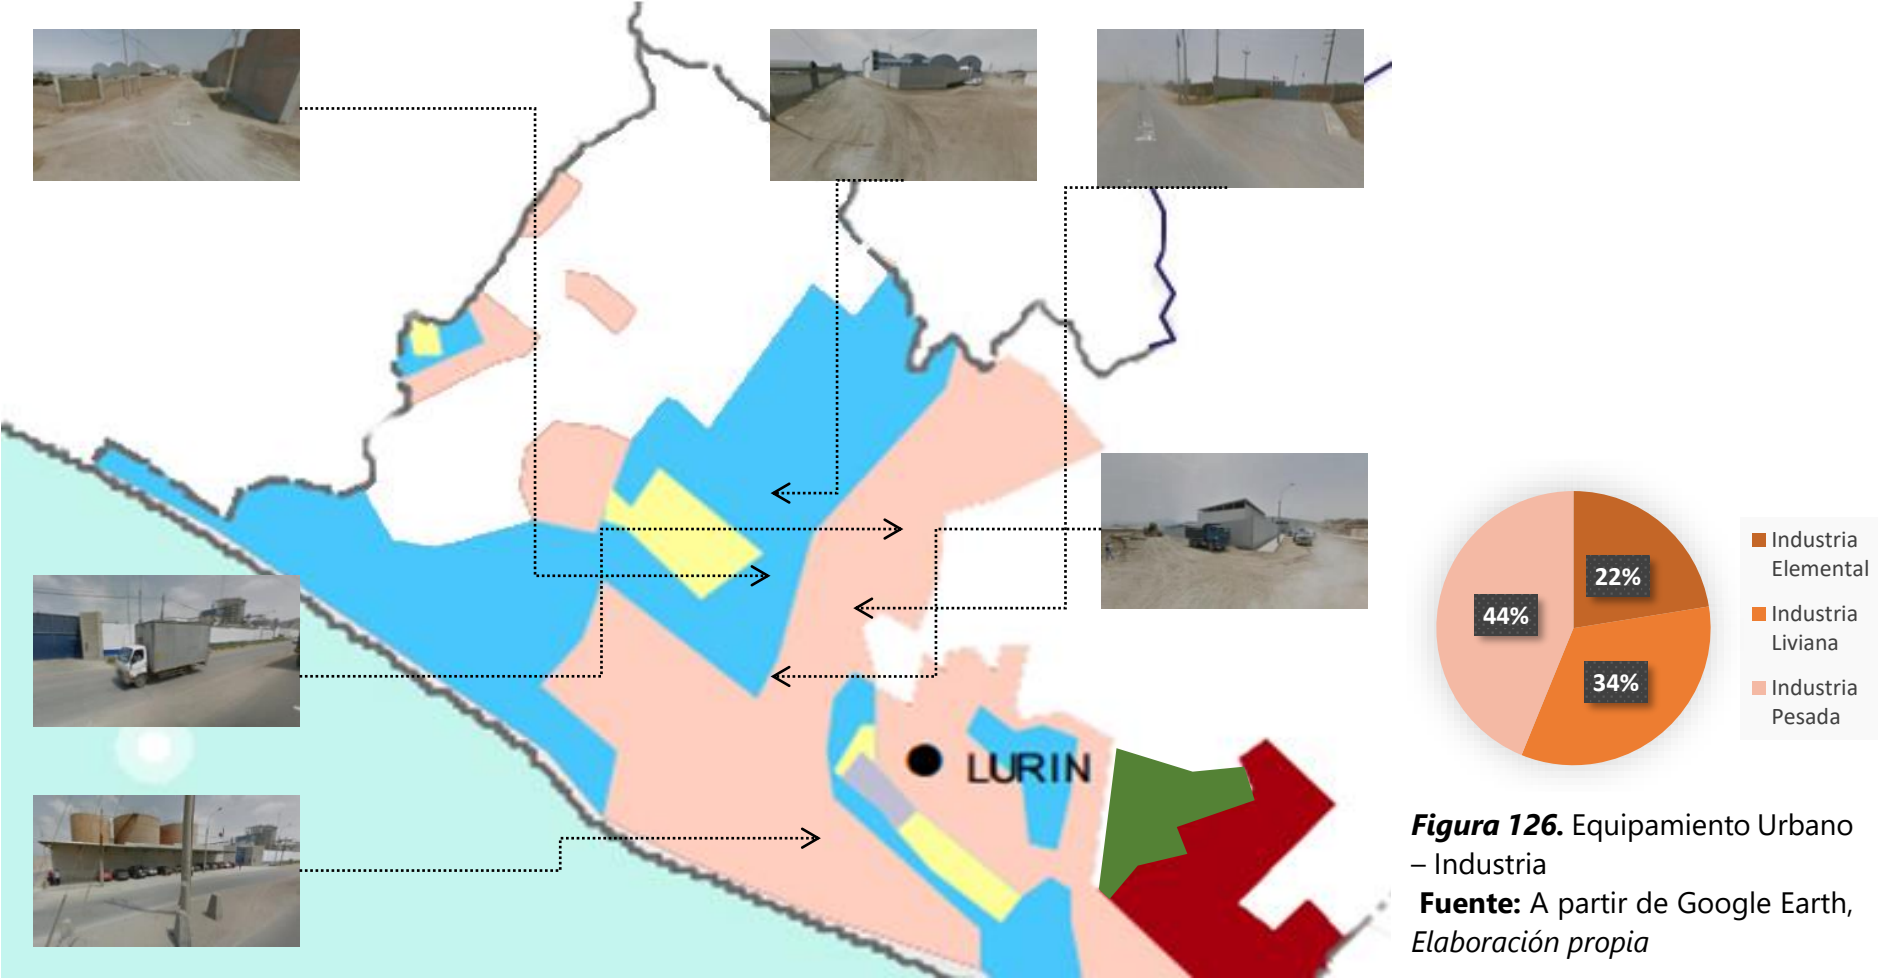 LURIN
22%
44%
34%
Industria
Elemental
Industria
Liviana
Industria
Pesada
Figura 126. Equipamiento Urbano
– Industria
Fuente: A partir de Google Earth,
Elaboración propia